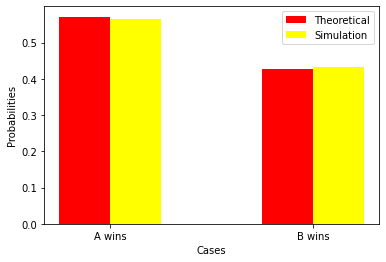 Theoretical
Simulation
0.5
0.4
0.3
0.2
0.1
0.0
Probabilities
A wins
B wins
Cases